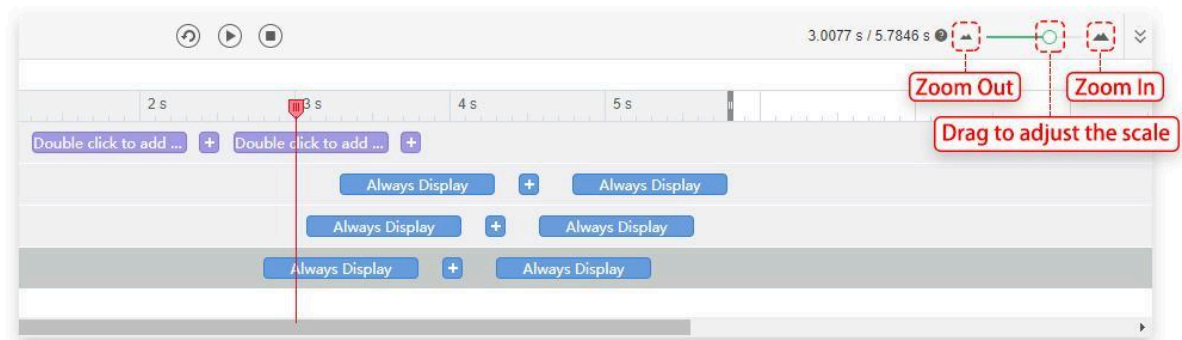 3.0077 s / 5.7846 s
Zoom Out
Zoom In
Drag to adjust the scale
2 s
3 s
4 s
5 s
Double click to add ...
+
Double click to add ...
+
Always Display
+
Always Display
Always Display
+
Always Display
Always Display
+
Always Display